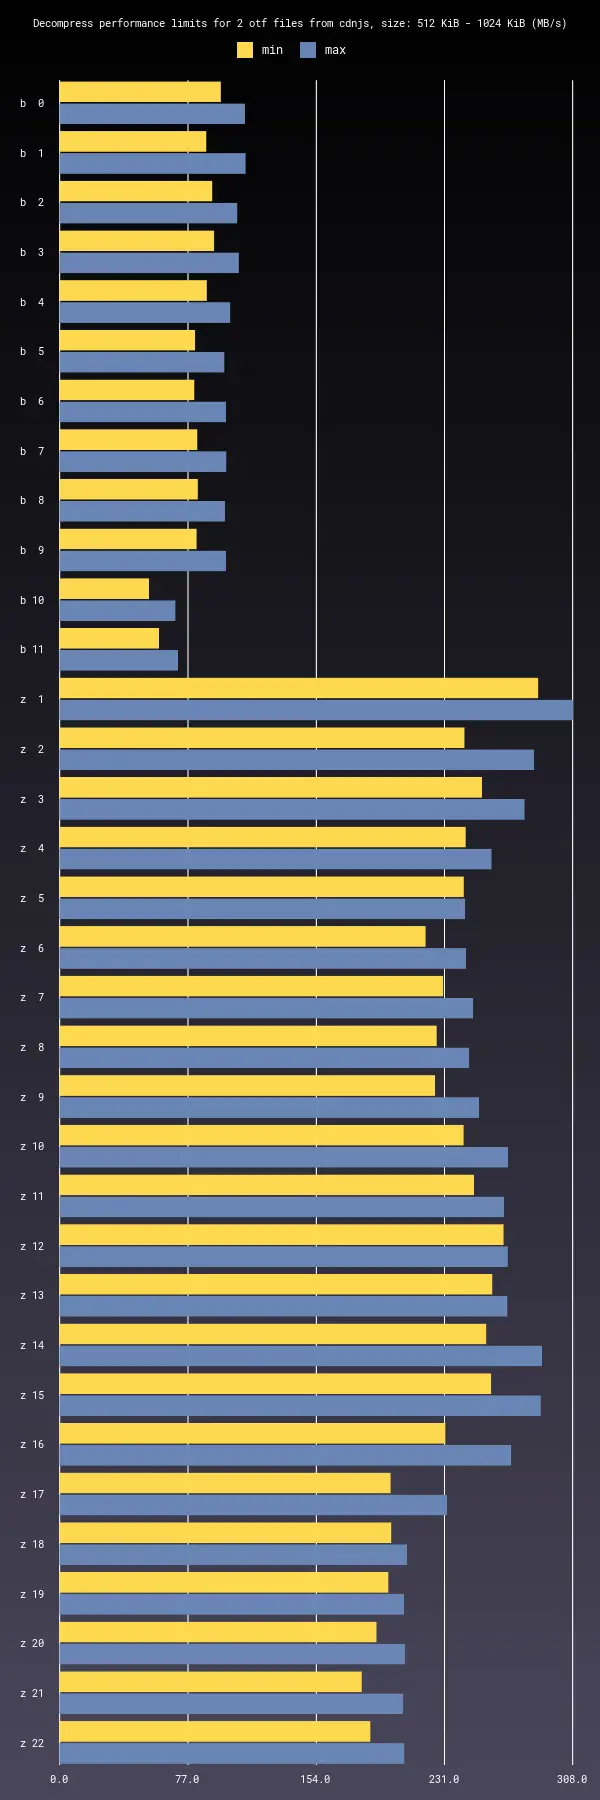 Decompress performance limits for 2 otf files from cdnjs, size: 512 KiB - 1024 KiB (MB/s)
min max
b 0
b 1
b 2
b 3
b 4
b 5
b 6
b 7
b 8
b 9
b 10
b 11
z 1
z 2
z 3
z 4
z 5
z 6
z 7
z 8
z 9
z 10
z 11
z 12
z 13
z 14
z 15
z 16
z 17
z 18
z 19
z 20
z 21
z 22
0.0 77.0 154.0 231.0 308.0